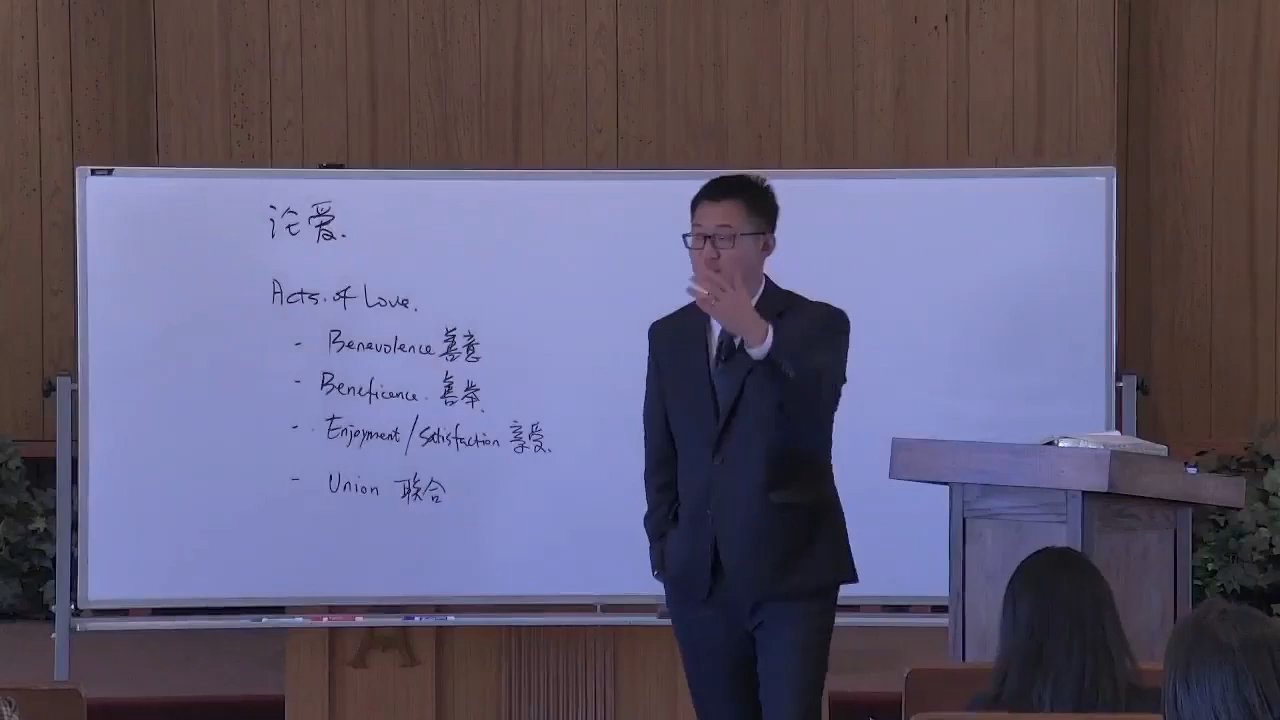 论爱.
Acts of Love.
- Benevolence 善意
- Beneficence. 善举.
- Enjoyment/Satisfaction 享受.
- Union 联合